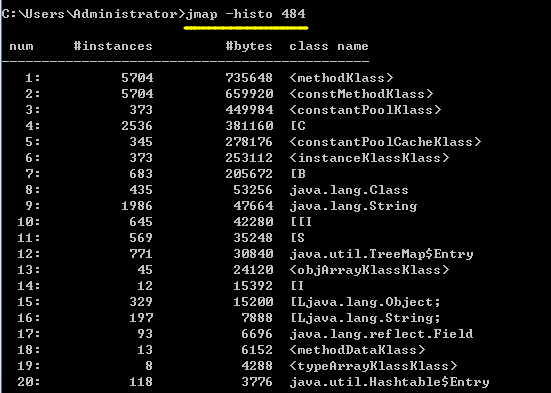 C:\Users\Administrator>jmap -histo 484
num #instances #bytes class name
----------------------------------------------
1: 5704 735648 <methodKlass>
2: 5704 659920 <constMethodKlass>
3: 373 449984 <constantPoolKlass>
4: 2536 381160 [C
5: 345 278176 <constantPoolCacheKlass>
6: 373 253112 <instanceKlassKlass>
7: 683 205672 [B
8: 435 53256 java.lang.Class
9: 1986 47664 java.lang.String
10: 645 42280 [[I
11: 569 35248 [S
12: 771 30840 java.util.TreeMap$Entry
13: 45 24120 <objArrayKlassKlass>
14: 12 15392 [I
15: 329 15200 [Ljava.lang.Object;
16: 197 7888 [Ljava.lang.String;
17: 93 6696 java.lang.reflect.Field
18: 13 6152 <methodDataKlass>
19: 8 4288 <typeArrayKlassKlass>
20: 118 3776 java.util.Hashtable$Entry